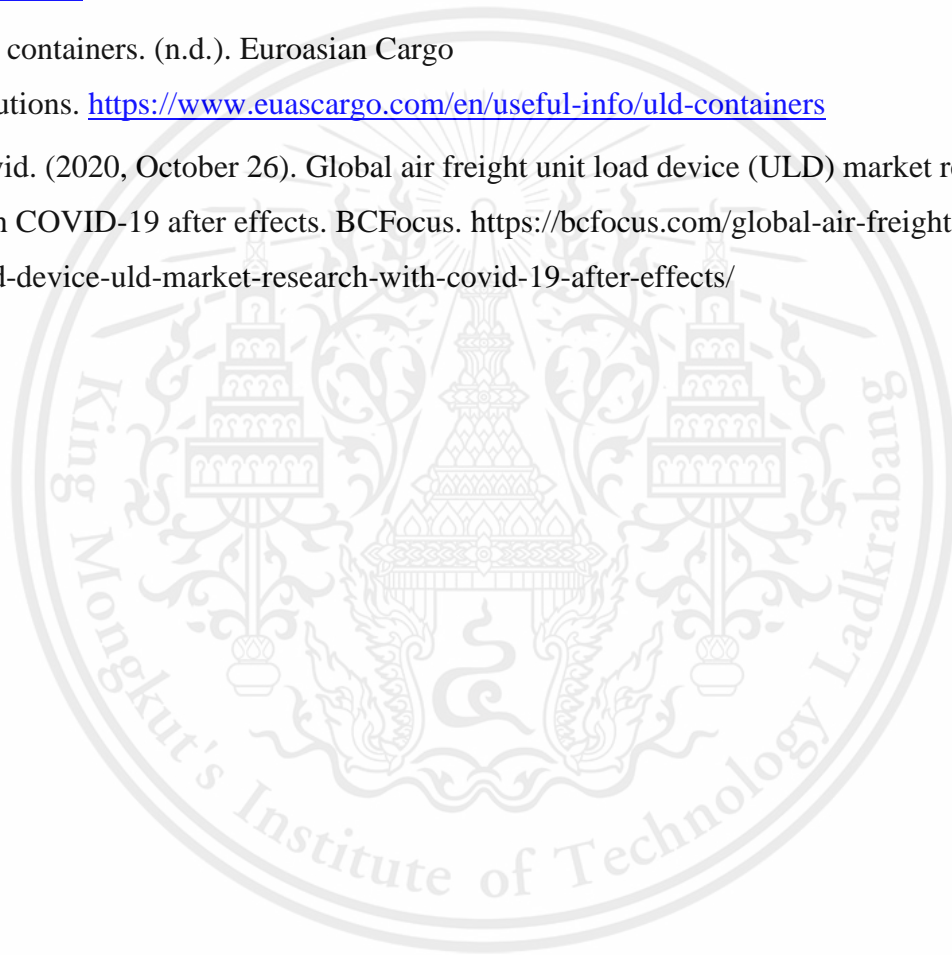 containers. (n.d.). Euroasian Cargo
utions. https://www.euascargo.com/en/useful-info/uld-containers
vid. (2020, October 26). Global air freight unit load device (ULD) market re
COVID-19 after effects. BCFocus. https://bcfocus.com/global-air-freight
d-device-uld-market-research-with-covid-19-after-effects/
King Mongkut's Institute of Technology Ladkrabang